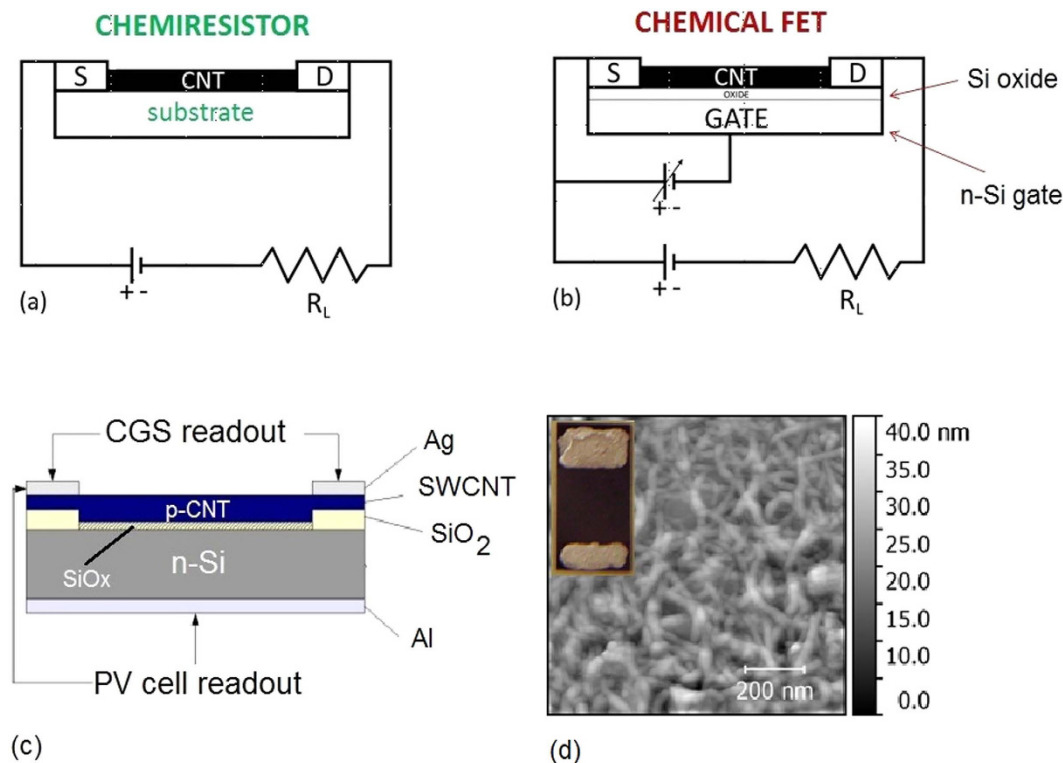 CHEMIRESISTOR
S CNT D
substrate
+ -
R_L
(a)
CHEMICAL FET
S CNT D
OXIDE
GATE
Si oxide
n-Si gate
+ -
+ -
R_L
(b)
CGS readout
Ag
SWCNT
p-CNT
SiO2
n-Si
SiOx
Al
PV cell readout
(c)
40.0 nm
35.0
30.0
25.0
20.0
15.0
10.0
0.0
200 nm
(d)